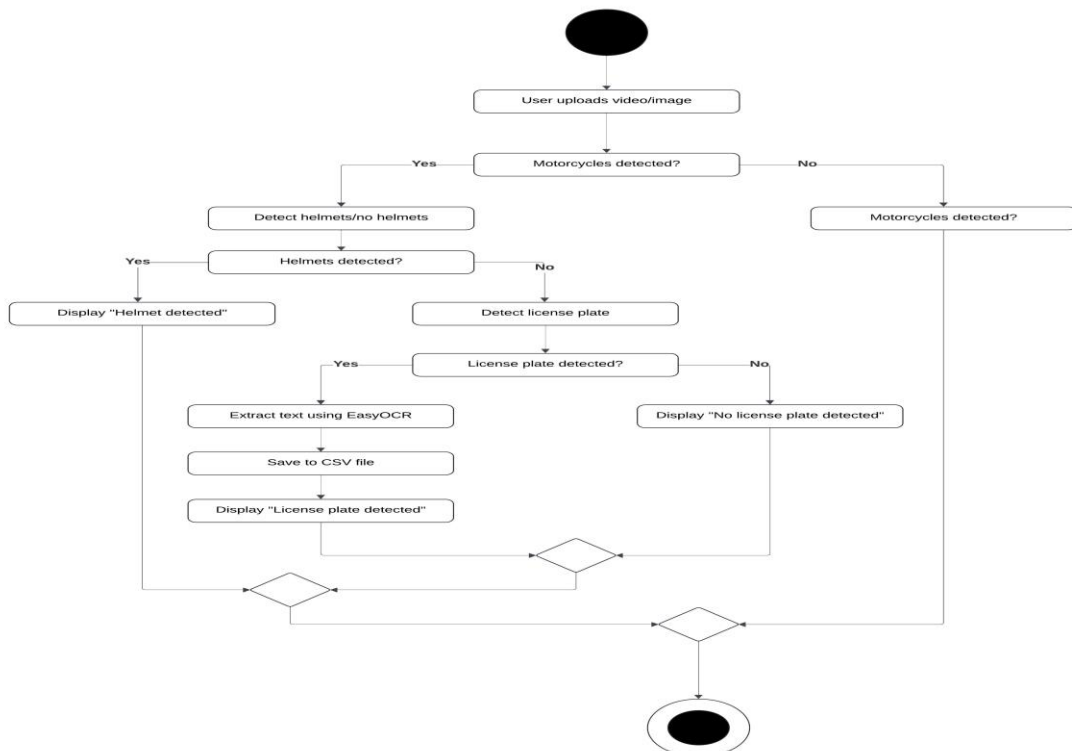 User uploads video/image
Yes
Motorcycles detected?
No
Detect helmets/no helmets
Motorcycles detected?
Yes
Helmets detected?
No
Display "Helmet detected"
Detect license plate
Yes
License plate detected?
No
Extract text using EasyOCR
Display "No license plate detected"
Save to CSV file
Display "License plate detected"